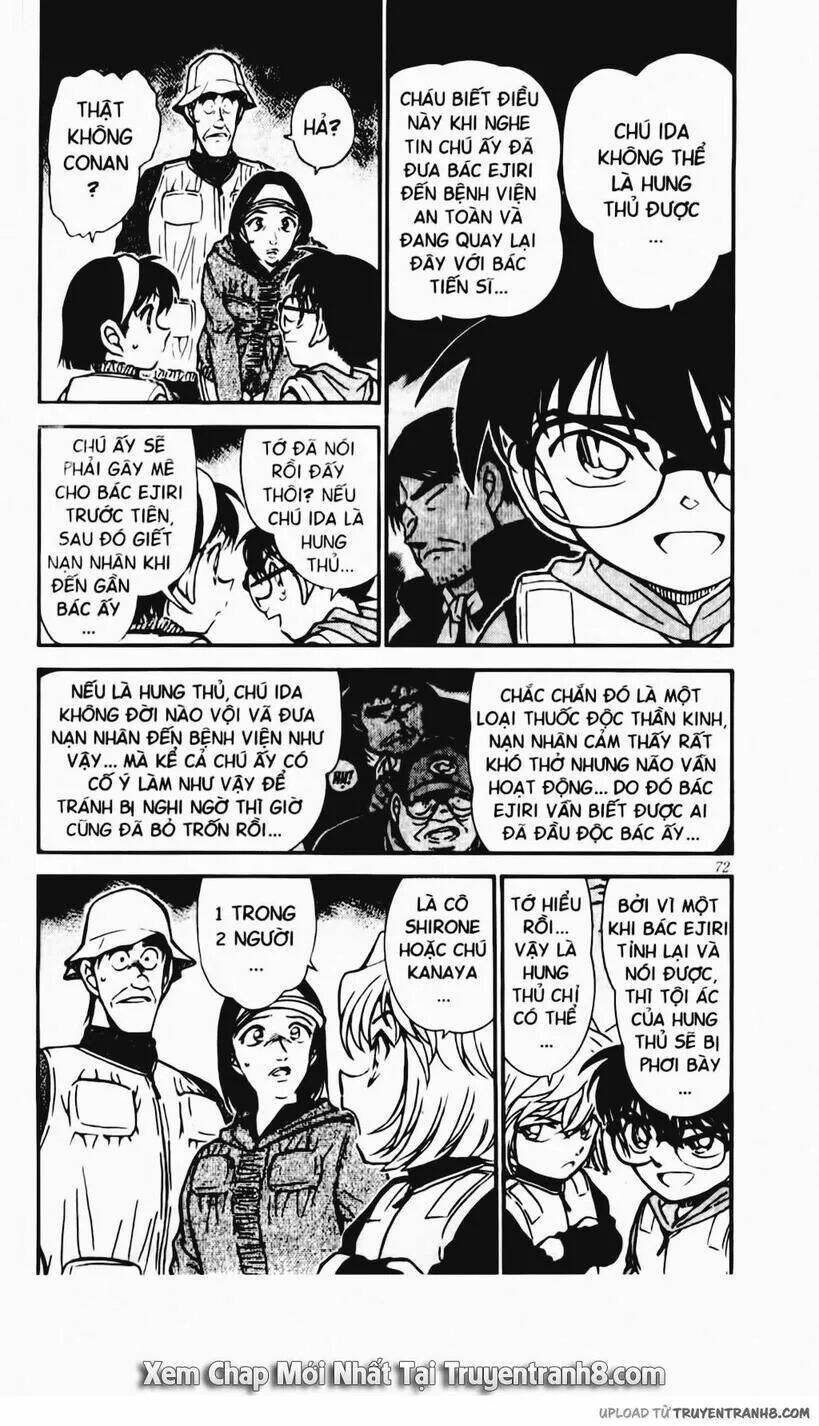 CHÚ IDA
KHÔNG THỂ
LÀ HUNG
THỦ ĐƯỢC
...
CHÁU BIẾT ĐIỀU
NÀY KHI NGHE
TIN CHÚ ẤY ĐÃ
ĐƯA BÁC EJIRI
ĐẾN BỆNH VIỆN
AN TOÀN VÀ
ĐANG QUAY LẠI
ĐÂY VỚI BÁC
TIẾN SĨ...
HẢ?
THẬT
KHÔNG
CONAN
?
TỚ ĐÃ NÓI
RỒI ĐẤY
THÔI? NẾU
CHÚ IDA LÀ
HUNG
THỦ...
CHÚ ẤY SẼ
PHẢI GÂY MÊ
CHO BÁC EJIRI
TRƯỚC TIÊN,
SAU ĐÓ GIẾT
NẠN NHÂN KHI
ĐẾN GẦN
BÁC ẤY
...
CHẮC CHẮN ĐÓ LÀ MỘT
LOẠI THUỐC ĐỘC THẦN KINH,
NẠN NHÂN CẢM THẤY RẤT
KHÓ THỞ NHƯNG NÃO VẪN
HOẠT ĐỘNG... DO ĐÓ BÁC
EJIRI VẪN BIẾT ĐƯỢC AI
ĐÃ ĐẦU ĐỘC BÁC ẤY...
NẾU LÀ HUNG THỦ, CHÚ IDA
KHÔNG ĐỜI NÀO VỘI VÃ ĐƯA
NẠN NHÂN ĐẾN BỆNH VIỆN NHƯ
VẬY... MÀ KỂ CẢ CHÚ ẤY CÓ
CỐ Ý LÀM NHƯ VẬY ĐỂ
TRÁNH BỊ NGHI NGỜ THÌ GIỜ
CŨNG ĐÃ BỎ TRỐN RỒI...
72
BỞI VÌ MỘT
KHI BÁC EJIRI
TỈNH LẠI VÀ
NÓI ĐƯỢC,
THÌ TỘI ÁC
CỦA HUNG
THỦ SẼ BỊ
PHƠI BÀY
...
TỚ HIỂU
RỒI...
VẬY LÀ
HUNG
THỦ CHỈ
CÓ THỂ
...
LÀ CÔ
SHIRONE
HOẶC CHÚ
KANAYA
...
1 TRONG
2 NGƯỜI
...
Xem Chap Mới Nhất Tại Truyentranh8.com
UPLOAD TỪ TRUYENTRANH8.COM